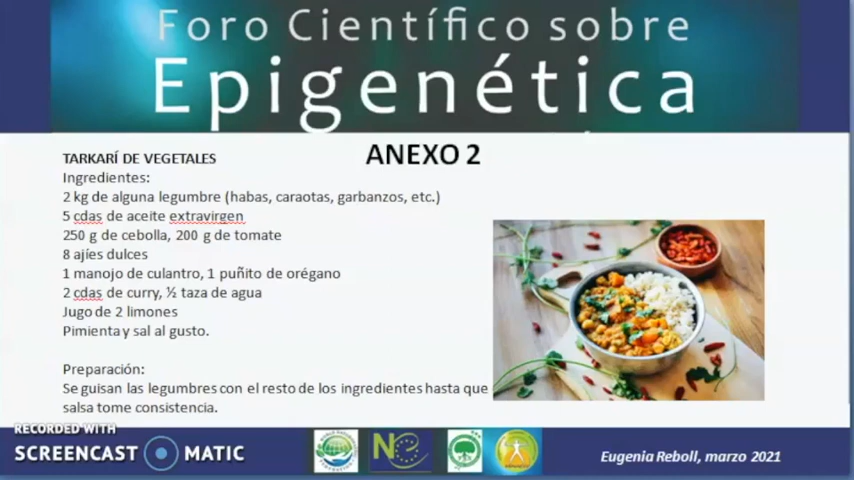 Foro Científico sobre
Epigenética
ANEXO 2
TARKARÍ DE VEGETALES
Ingredientes:
2 kg de alguna legumbre (habas, caraotas, garbanzos, etc.)
5 cdas de aceite extravirgen
250 g de cebolla, 200 g de tomate
8 ajíes dulces
1 manojo de culantro, 1 puñito de orégano
2 cdas de curry, ½ taza de agua
Jugo de 2 limones
Pimienta y sal al gusto.
Preparación:
Se guisan las legumbres con el resto de los ingredientes hasta que
salsa tome consistencia.
RECORDED WITH
SCREENCAST MATIC
Eugenia Reboll, marzo 2021